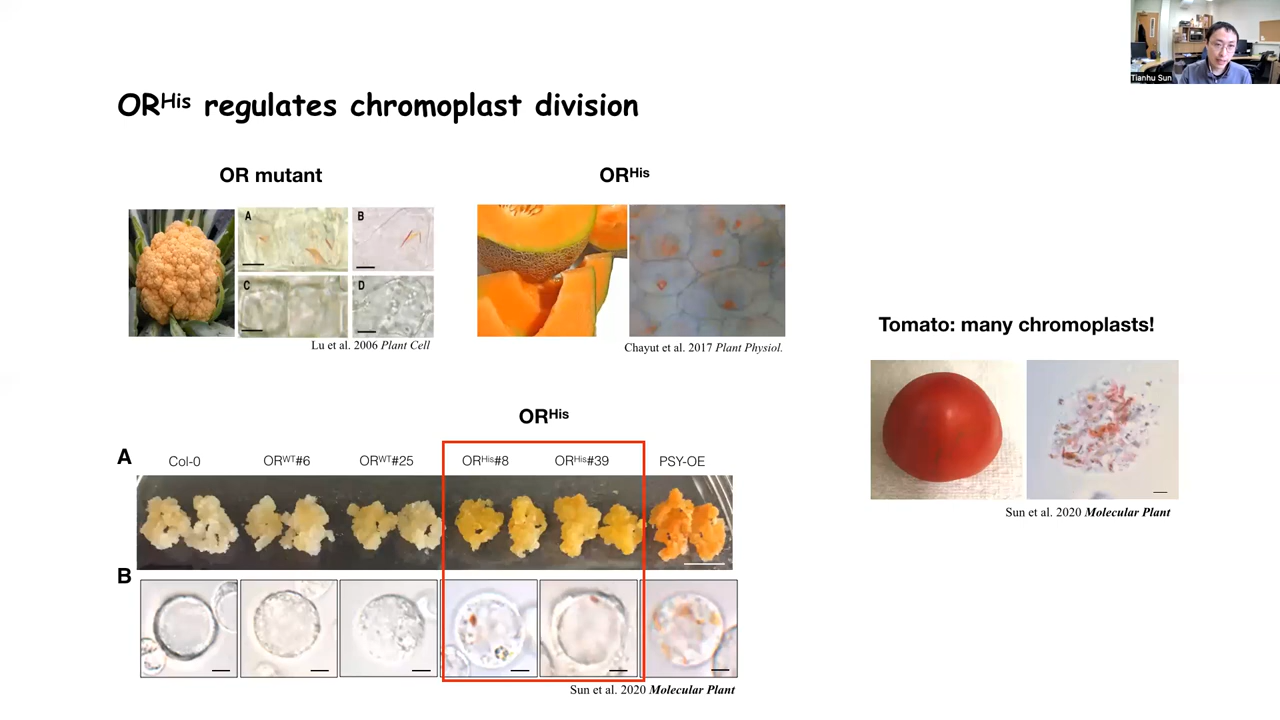 Tianhu Sun
ORHis regulates chromoplast division
OR mutant
ORHis
A
B
C
D
Lu et al. 2006 Plant Cell
Chayut et al. 2017 Plant Physiol.
Tomato: many chromoplasts!
Sun et al. 2020 Molecular Plant
ORHis
A
Col-0
ORWT#6
ORWT#25
ORHis#8
ORHis#39
PSY-OE
B
Sun et al. 2020 Molecular Plant